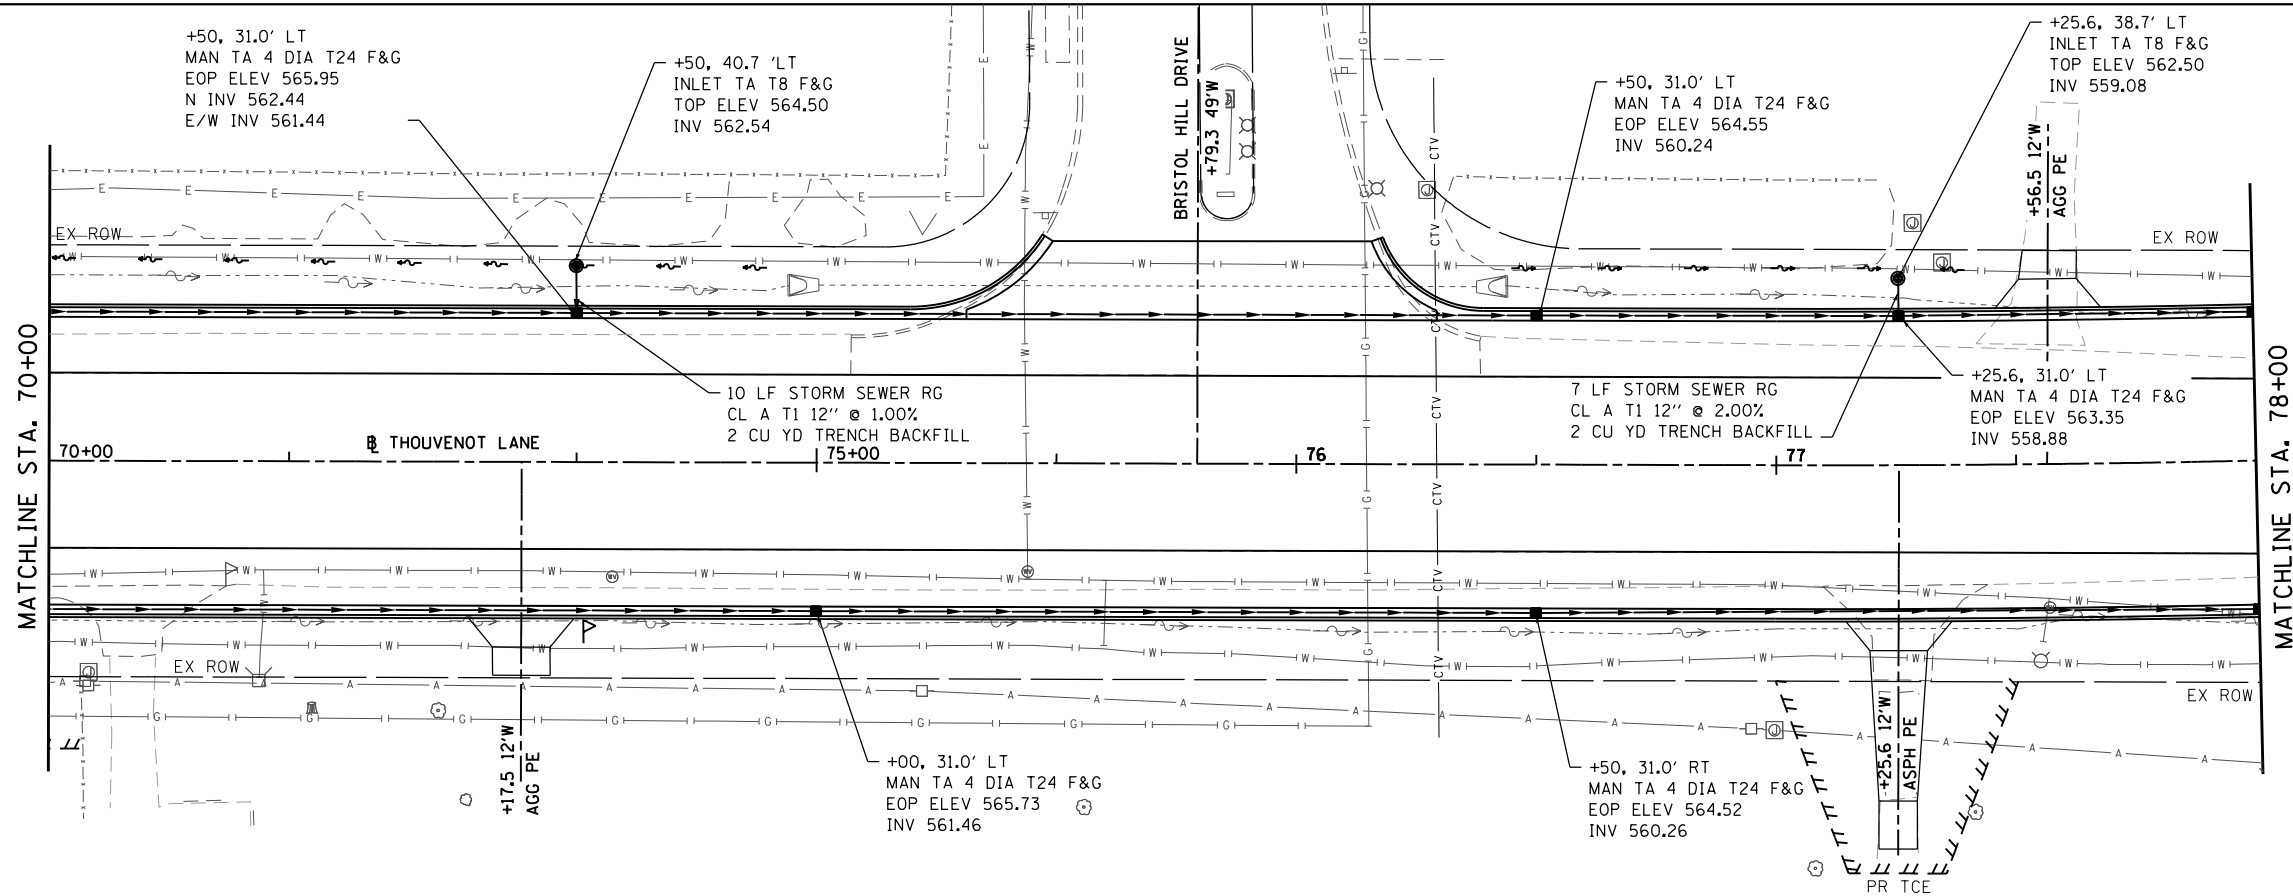 +50, 31.0' LT
MAN TA 4 DIA T24 F&G
EOP ELEV 565.95
N INV 562.44
E/W INV 561.44
+50, 40.7 'LT
INLET TA T8 F&G
TOP ELEV 564.50
INV 562.54
BRISTOL HILL DRIVE
+79.3 49'W
+50, 31.0' LT
MAN TA 4 DIA T24 F&G
EOP ELEV 564.55
INV 560.24
+25.6, 38.7' LT
INLET TA T8 F&G
TOP ELEV 562.50
INV 559.08
+56.5 12'W
AGG PE
EX ROW
EX ROW
MATCHLINE STA. 70+00
MATCHLINE STA. 78+00
10 LF STORM SEWER RG
CL A T1 12'' @ 1.00%
2 CU YD TRENCH BACKFILL
7 LF STORM SEWER RG
CL A T1 12'' @ 2.00%
2 CU YD TRENCH BACKFILL
+25.6, 31.0' LT
MAN TA 4 DIA T24 F&G
EOP ELEV 563.35
INV 558.88
℄ THOUVENOT LANE
70+00
75+00
76
77
CTV
CTV
CTV
CTV
CTV
CTV
CTV
EX ROW
EX ROW
+17.5 12'W
AGG PE
+00, 31.0' LT
MAN TA 4 DIA T24 F&G
EOP ELEV 565.73
INV 561.46
+50, 31.0' RT
MAN TA 4 DIA T24 F&G
EOP ELEV 564.52
INV 560.26
+25.6 12'W
ASPH PE
PR TCE